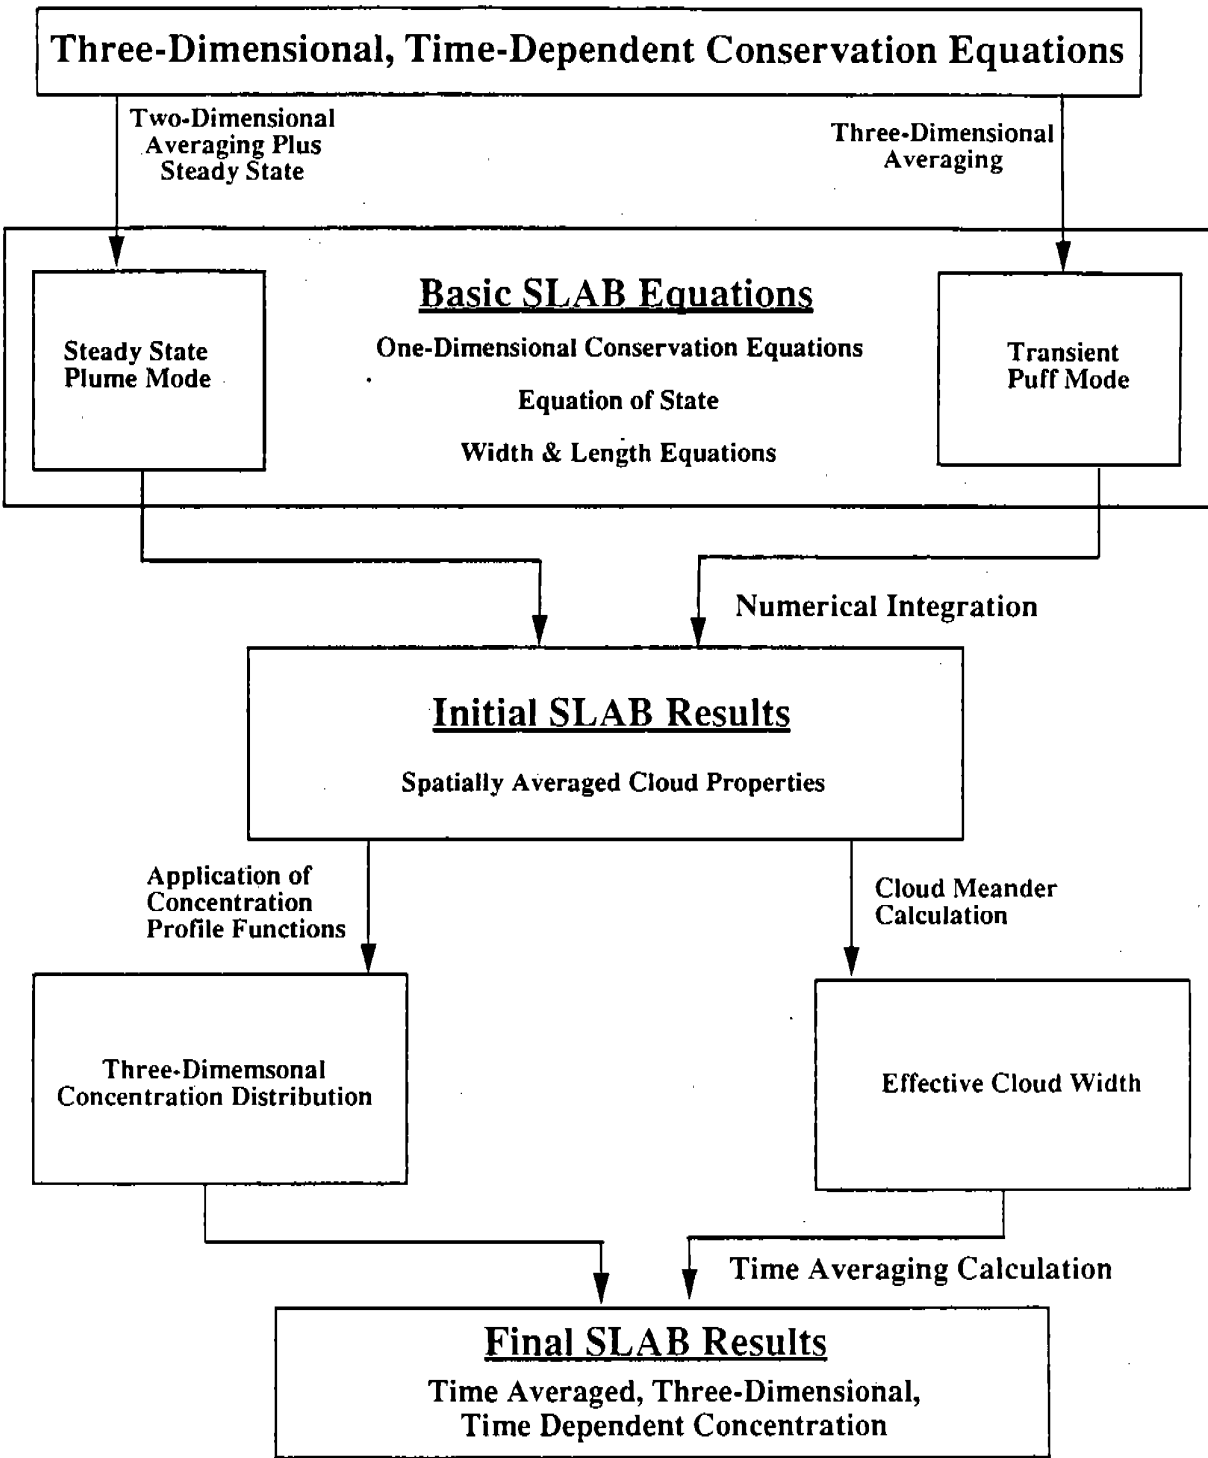 Three-Dimensional, Time-Dependent Conservation Equations
Two-Dimensional
Averaging Plus
Steady State
Three-Dimensional
Averaging
Basic SLAB Equations
One-Dimensional Conservation Equations
Equation of State
Width & Length Equations
Steady State
Plume Mode
Transient
Puff Mode
Numerical Integration
Initial SLAB Results
Spatially Averaged Cloud Properties
Application of
Concentration
Profile Functions
Cloud Meander
Calculation
Three-Dimemsonal
Concentration Distribution
Effective Cloud Width
Time Averaging Calculation
Final SLAB Results
Time Averaged, Three-Dimensional,
Time Dependent Concentration